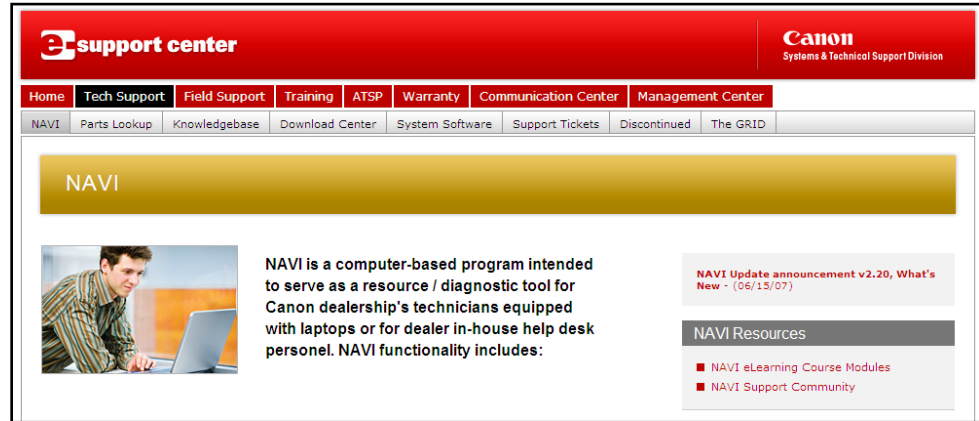 e-support center
Canon
Systems & Technical Support Division
Home Tech Support Field Support Training ATSP Warranty Communication Center Management Center
NAVI Parts Lookup Knowledgebase Download Center System Software Support Tickets Discontinued The GRID
NAVI
NAVI is a computer-based program intended
to serve as a resource / diagnostic tool for
Canon dealership's technicians equipped
with laptops or for dealer in-house help desk
personel. NAVI functionality includes:
NAVI Update announcement v2.20, What's
New - (06/15/07)
NAVI Resources
NAVI eLearning Course Modules
NAVI Support Community